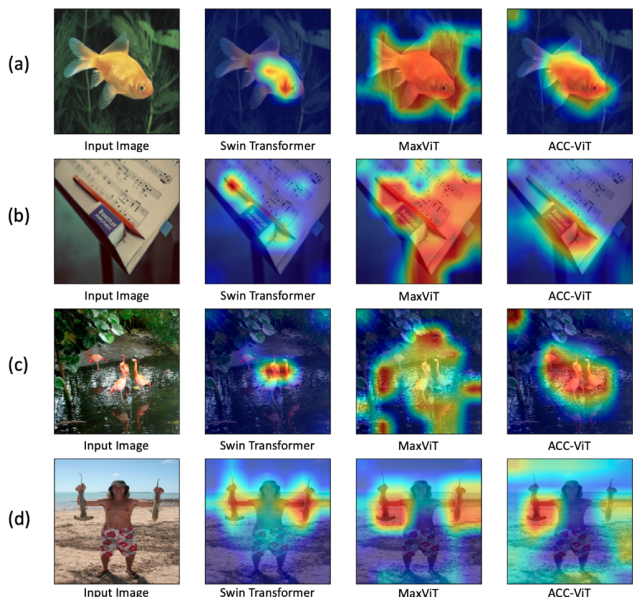 (a)
Input Image Swin Transformer MaxViT ACC-ViT
(b)
Input Image Swin Transformer MaxViT ACC-ViT
(c)
Input Image Swin Transformer MaxViT ACC-ViT
(d)
Input Image Swin Transformer MaxViT ACC-ViT